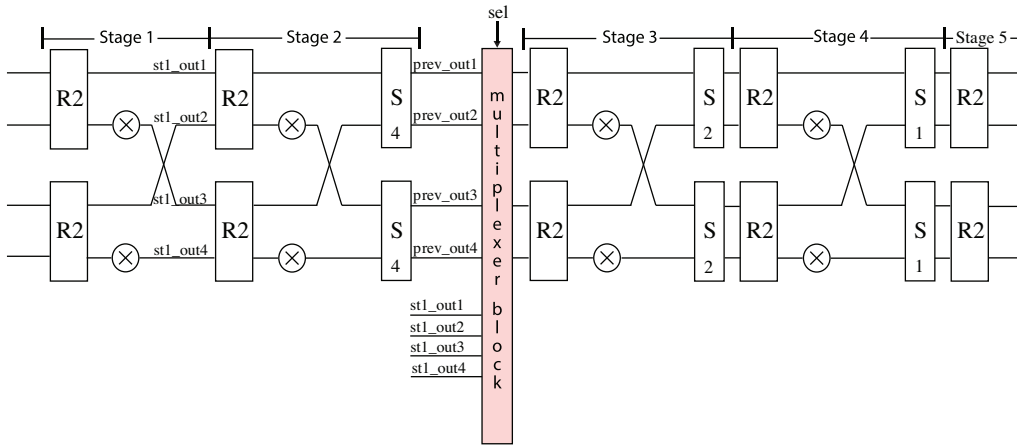 sel
Stage 1
Stage 2
Stage 3
Stage 4
Stage 5
R2
st1_out1
R2
S
4
prev_out1
R2
S
2
R2
S
1
R2
st1_out2
prev_out2
R2
st1_out3
R2
S
4
prev_out3
R2
S
2
R2
S
1
R2
st1_out4
prev_out4
multiplexer block
st1_out1
st1_out2
st1_out3
st1_out4